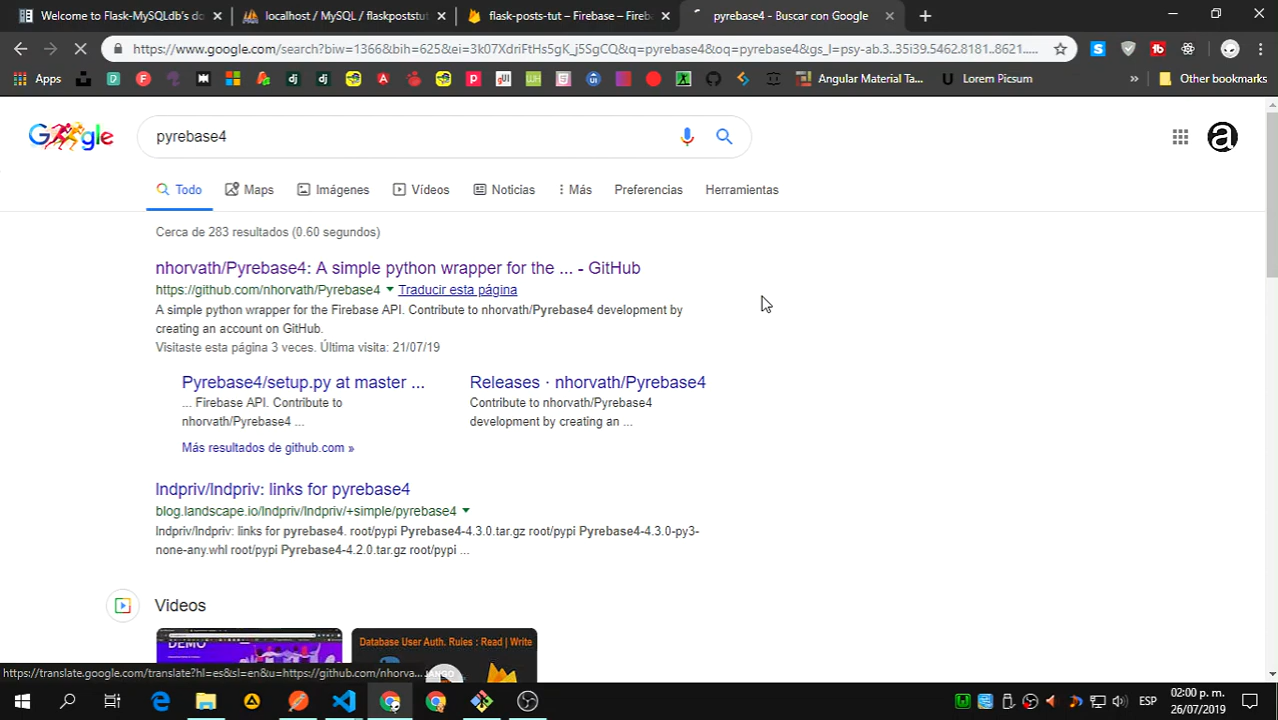 Welcome to Flask-MySQLdb's do
localhost / MySQL / flaskpoststut
flask-posts-tut – Firebase – Fireb
pyrebase4 - Buscar con Google
https://www.google.com/search?biw=1366&bih=625&ei=3k07XdriFtHs5gK_j5SgCQ&q=pyrebase4&oq=pyrebase4&gs_l=psy-ab.3..35i39.5462.8181..8621.....
Apps
Angular Material Ta...
Lorem Picsum
Other bookmarks
Google
pyrebase4
Todo Maps Imágenes Vídeos Noticias Más Preferencias Herramientas
Cerca de 283 resultados (0.60 segundos)
nhorvath/Pyrebase4: A simple python wrapper for the ... - GitHub
https://github.com/nhorvath/Pyrebase4 Traducir esta página
A simple python wrapper for the Firebase API. Contribute to nhorvath/Pyrebase4 development by
creating an account on GitHub.
Visitaste esta página 3 veces. Última visita: 21/07/19
Pyrebase4/setup.py at master ...
... Firebase API. Contribute to
nhorvath/Pyrebase4 ...
Releases · nhorvath/Pyrebase4
Contribute to nhorvath/Pyrebase4
development by creating an ...
Más resultados de github.com »
Indpriv/Indpriv: links for pyrebase4
blog.landscape.io/Indpriv/Indpriv/+simple/pyrebase4
Indpriv/Indpriv: links for pyrebase4. root/pypi Pyrebase4-4.3.0.tar.gz root/pypi Pyrebase4-4.3.0-py3-
none-any.whl root/pypi Pyrebase4-4.2.0.tar.gz root/pypi ...
Videos
DEMO
Database User Auth. Rules : Read | Write
https://translate.google.com/translate?hl=es&sl=en&u=https://github.com/nhorva...
ESP
02:00 p. m.
26/07/2019